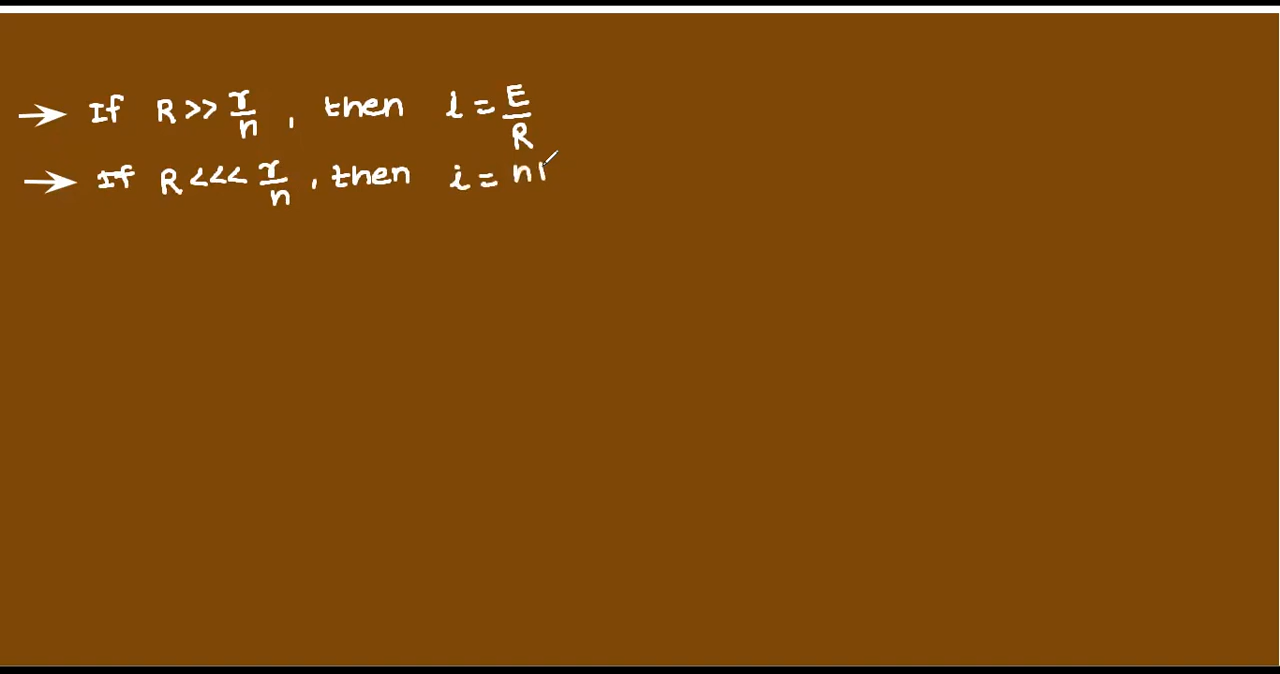 → If R >> r/n , then i = E/R
→ If R <<< r/n , then i = n